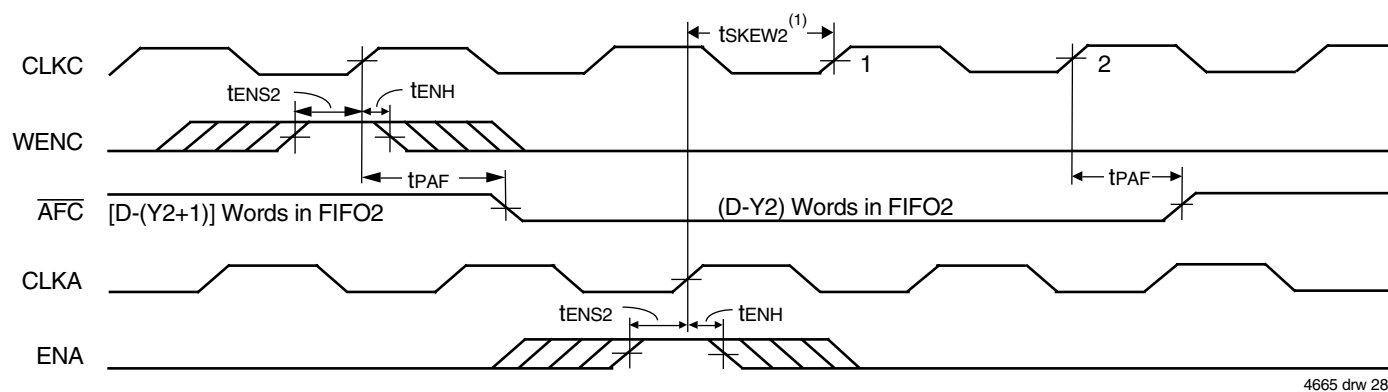 tSKEW2(1)
CLKC
1
2
tENS2
tENH
WENC
tPAF
tPAF
AFC
[D-(Y2+1)] Words in FIFO2
(D-Y2) Words in FIFO2
CLKA
tENS2
tENH
ENA
4665 drw 28